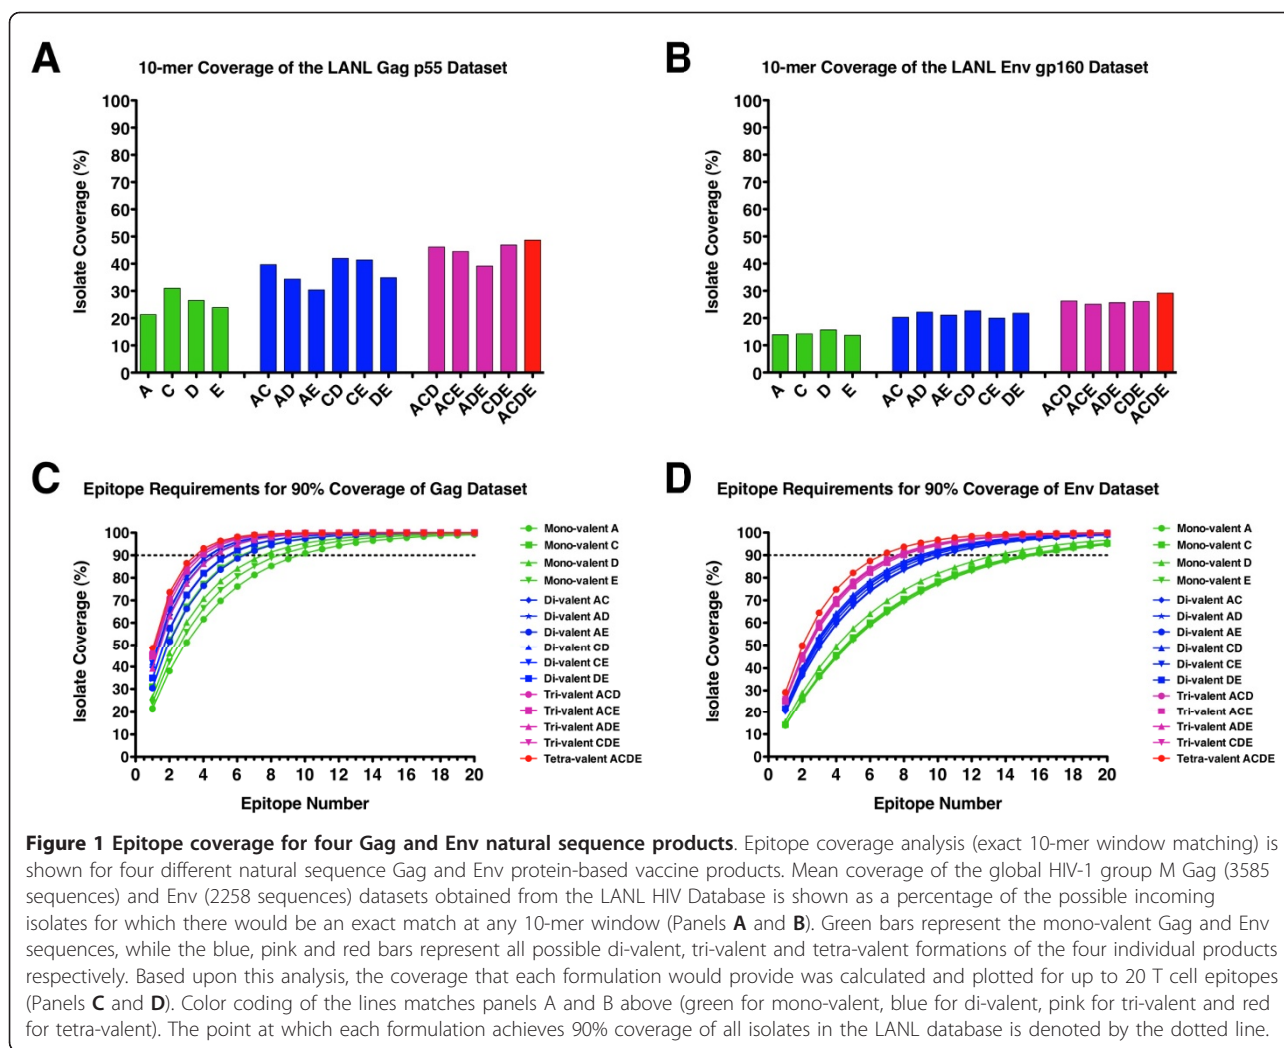 A
10-mer Coverage of the LANL Gag p55 Dataset
Isolate Coverage (%)
100
90
80
70
60
50
40
30
20
10
0
A C D E AC AD AE CD CE DE ACD ACE ADE CDE ACDE
B
10-mer Coverage of the LANL Env gp160 Dataset
Isolate Coverage (%)
100
90
80
70
60
50
40
30
20
10
0
A C D E AC AD AE CD CE DE ACD ACE ADE CDE ACDE
C
Epitope Requirements for 90% Coverage of Gag Dataset
Isolate Coverage (%)
100
90
80
70
60
50
40
30
20
10
0
0 2 4 6 8 10 12 14 16 18 20
Epitope Number
Mono-valent A
Mono-valent C
Mono-valent D
Mono-valent E
Di-valent AC
Di-valent AD
Di-valent AE
Di-valent CD
Di-valent CE
Di-valent DE
Tri-valent ACD
Tri-valent ACE
Tri-valent ADE
Tri-valent CDE
Tetra-valent ACDE
D
Epitope Requirements for 90% Coverage of Env Dataset
Isolate Coverage (%)
100
90
80
70
60
50
40
30
20
10
0
0 2 4 6 8 10 12 14 16 18 20
Epitope Number
Mono-valent A
Mono-valent C
Mono-valent D
Mono-valent E
Di-valent AC
Di-valent AD
Di-valent AE
Di-valent CD
Di-valent CE
Di-valent DE
Tri-valent ACD
Tri-valent ACE
Tri-valent ADE
Tri-valent CDE
Tetra-valent ACDE
Figure 1 Epitope coverage for four Gag and Env natural sequence products. Epitope coverage analysis (exact 10-mer window matching) is
shown for four different natural sequence Gag and Env protein-based vaccine products. Mean coverage of the global HIV-1 group M Gag (3585
sequences) and Env (2258 sequences) datasets obtained from the LANL HIV Database is shown as a percentage of the possible incoming
isolates for which there would be an exact match at any 10-mer window (Panels A and B). Green bars represent the mono-valent Gag and Env
sequences, while the blue, pink and red bars represent all possible di-valent, tri-valent and tetra-valent formations of the four individual products
respectively. Based upon this analysis, the coverage that each formulation would provide was calculated and plotted for up to 20 T cell epitopes
(Panels C and D). Color coding of the lines matches panels A and B above (green for mono-valent, blue for di-valent, pink for tri-valent and red
for tetra-valent). The point at which each formulation achieves 90% coverage of all isolates in the LANL database is denoted by the dotted line.